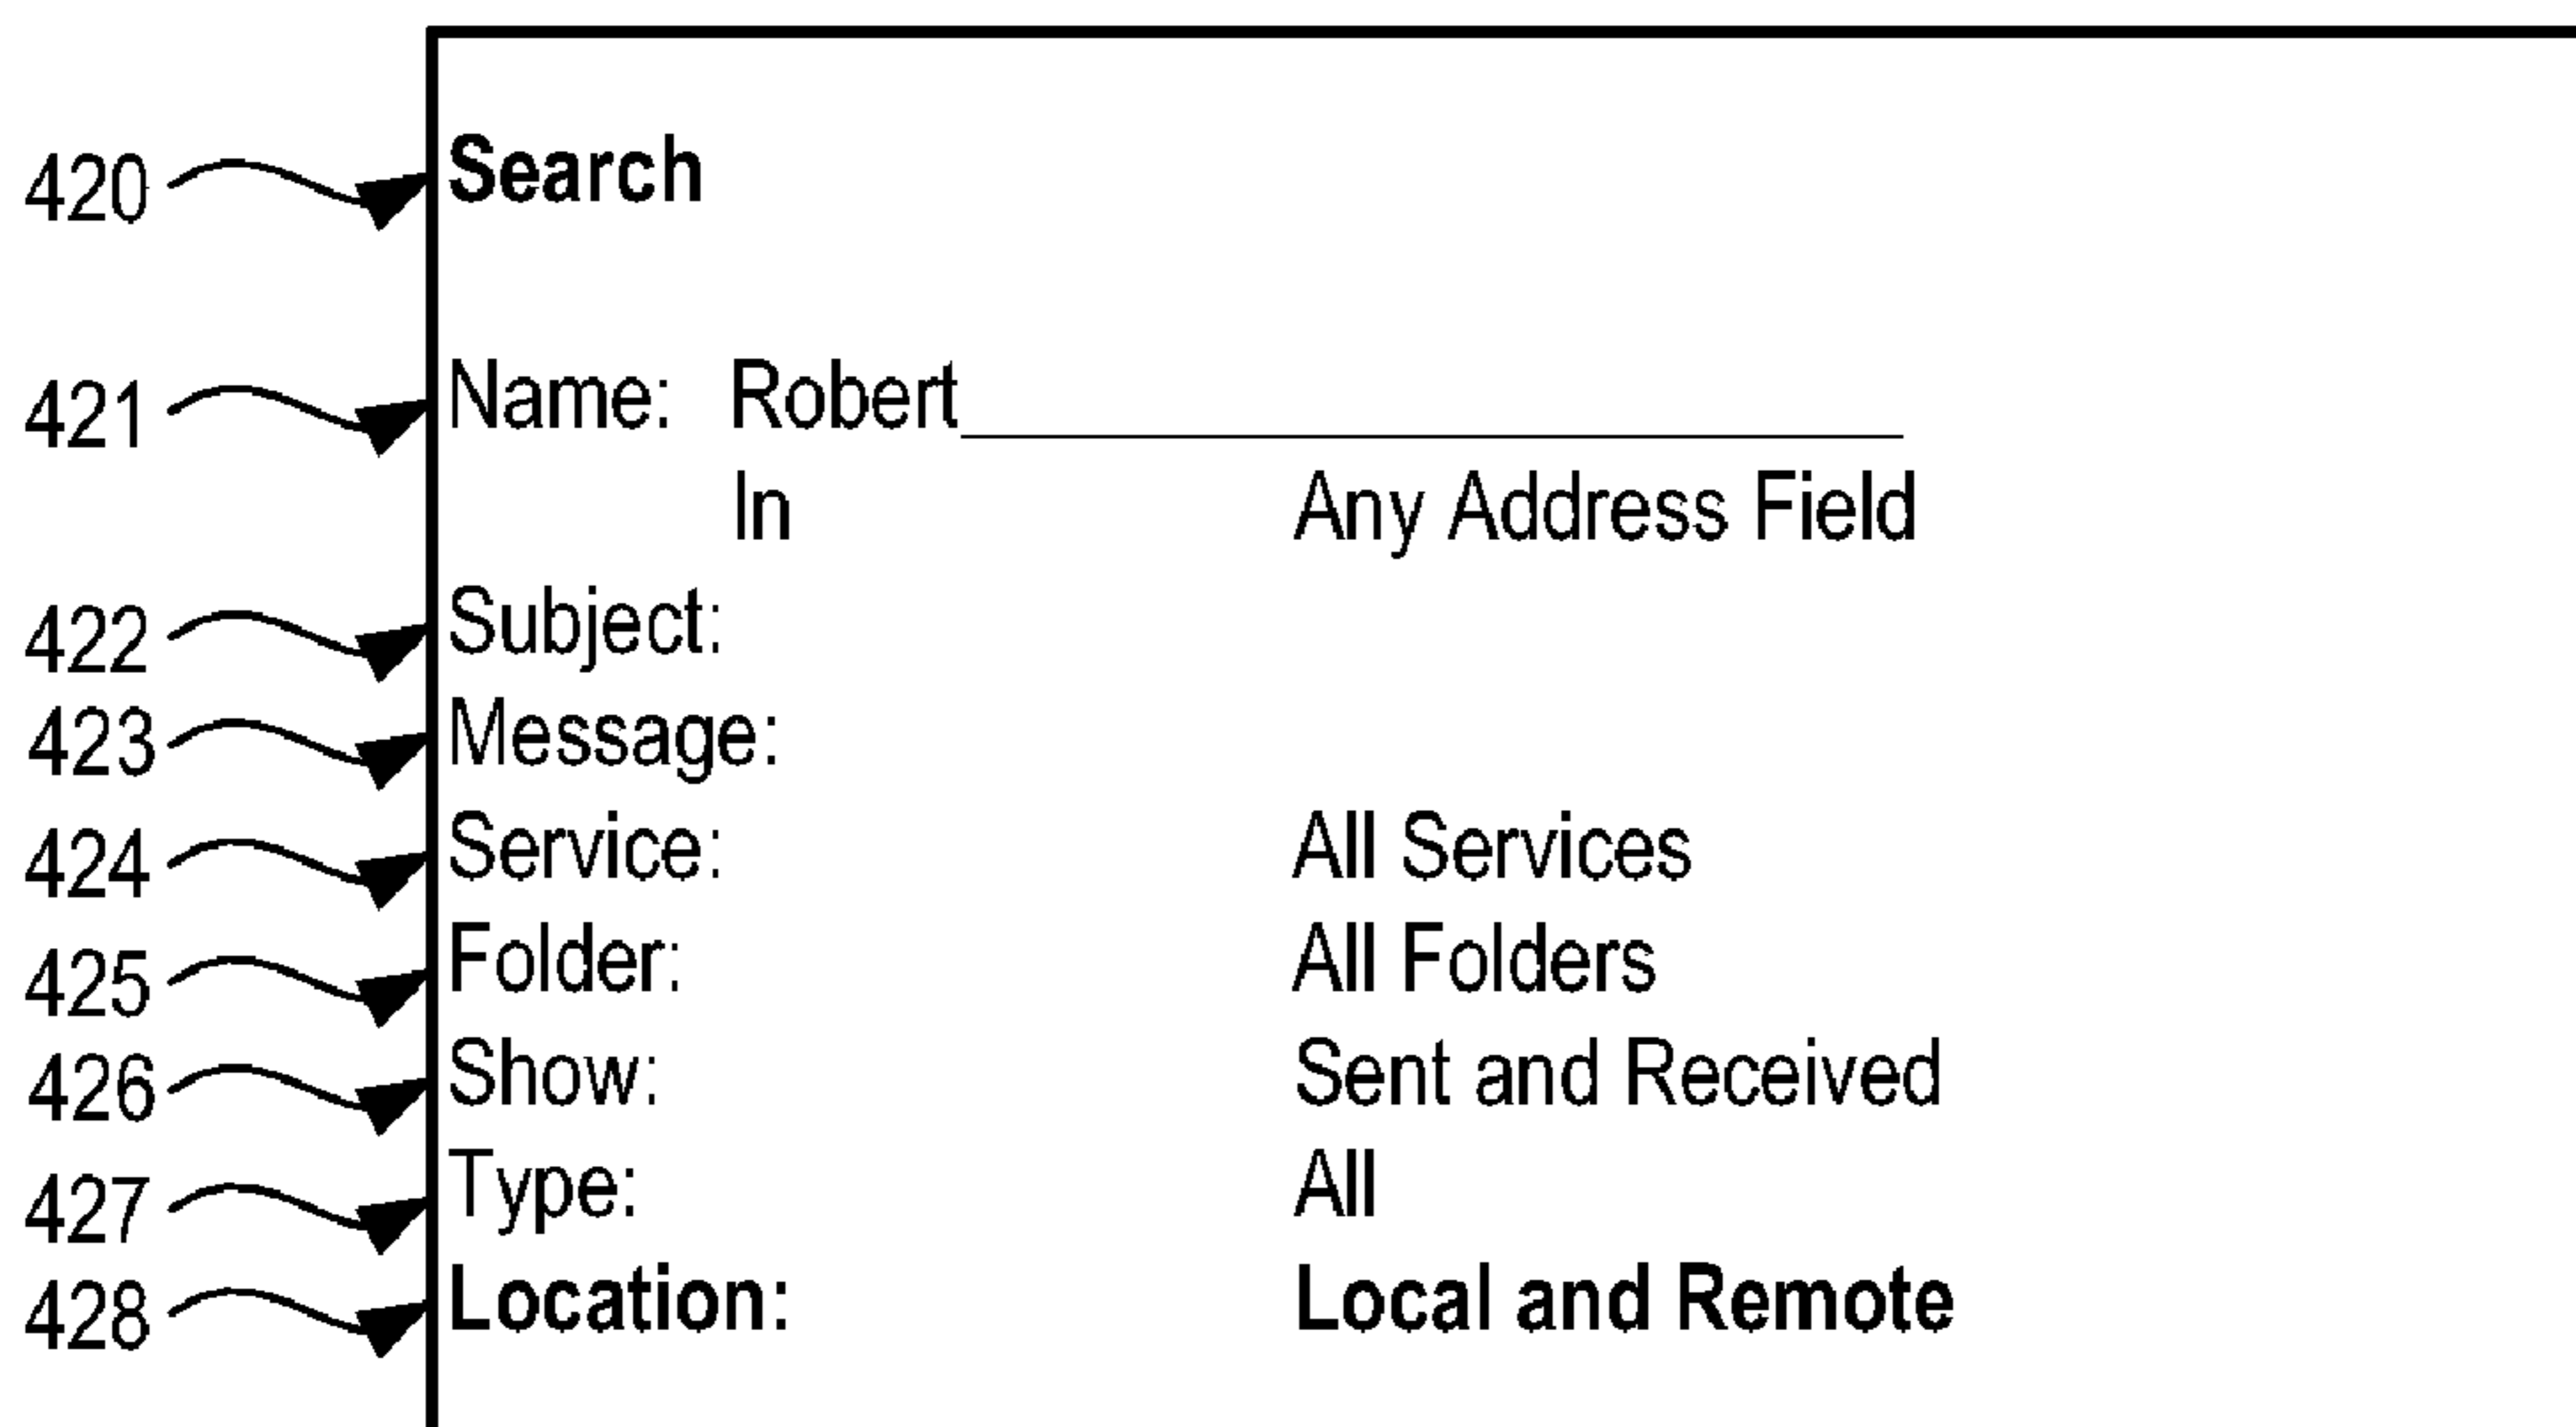 420 Search
421 Name: Robert
In Any Address Field
422 Subject:
423 Message:
424 Service: All Services
425 Folder: All Folders
426 Show: Sent and Received
427 Type: All
428 Location: Local and Remote